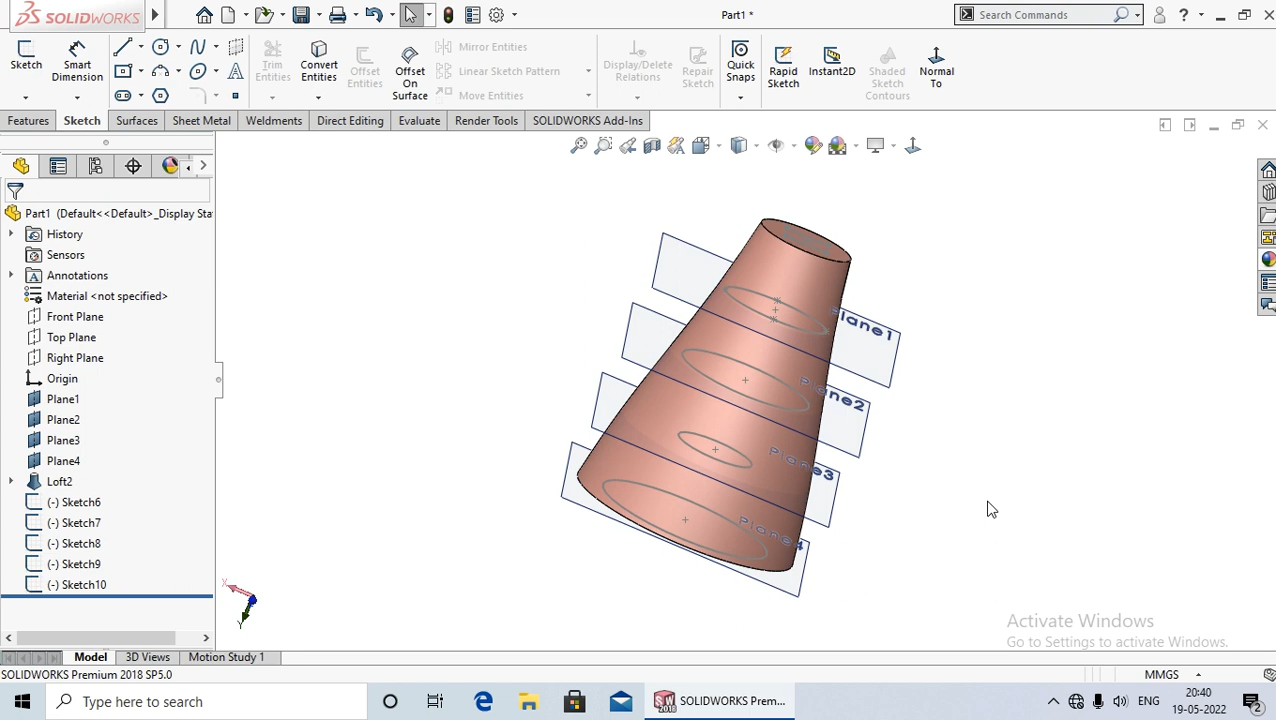 SOLIDWORKS
Part1 *
Search Commands
?
Sketch
Smart Dimension
Trim Entities
Convert Entities
Offset Entities
Offset On Surface
Mirror Entities
Linear Sketch Pattern
Move Entities
Display/Delete Relations
Repair Sketch
Quick Snaps
Rapid Sketch
Instant2D
Shaded Sketch Contours
Normal To
Features
Sketch
Surfaces
Sheet Metal
Weldments
Direct Editing
Evaluate
Render Tools
SOLIDWORKS Add-Ins
Part1 (Default<<Default>_Display Sta
History
Sensors
Annotations
Material <not specified>
Front Plane
Top Plane
Right Plane
Origin
Plane1
Plane2
Plane3
Plane4
Loft2
(-) Sketch6
(-) Sketch7
(-) Sketch8
(-) Sketch9
(-) Sketch10
Plane1
Plane2
Plane3
Plane4
X
Y
Activate Windows
Go to Settings to activate Windows.
Model
3D Views
Motion Study 1
SOLIDWORKS Premium 2018 SP5.0
MMGS
Type here to search
SW 2018
SOLIDWORKS Prem...
ENG
20:40
19-05-2022
2